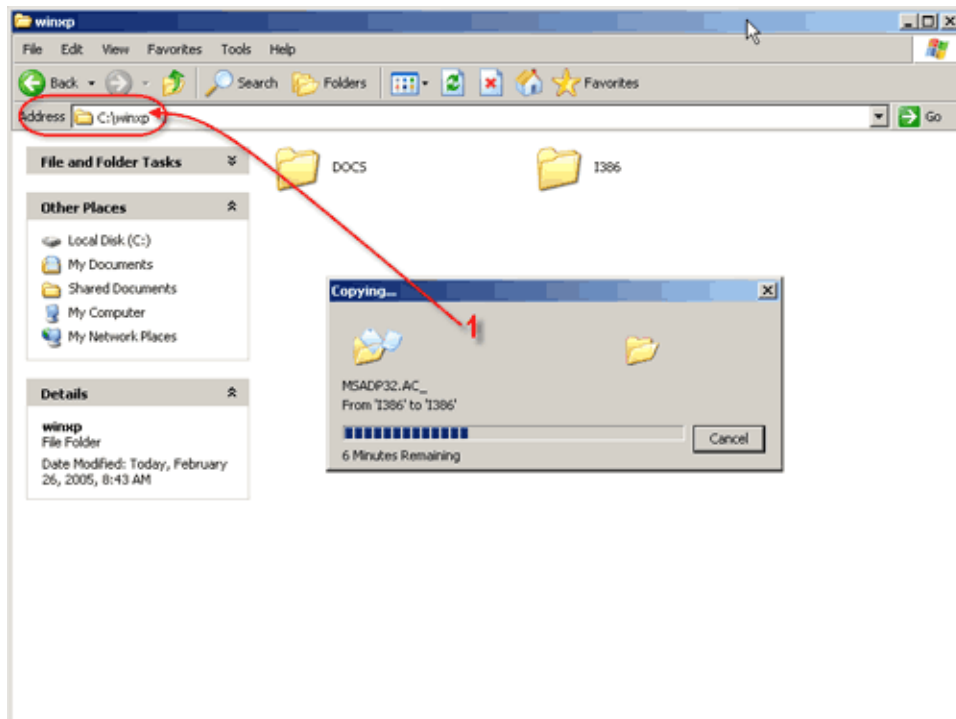 winxp
File Edit View Favorites Tools Help
Back Search Folders Favorites
Address C:\winxp Go
File and Folder Tasks
DOCS
I386
Other Places
Local Disk (C:)
My Documents
Shared Documents
My Computer
My Network Places
Details
winxp
File Folder
Date Modified: Today, February
26, 2005, 8:43 AM
Copying...
1
MSADP32.AC_
From 'I386' to 'I386'
Cancel
6 Minutes Remaining